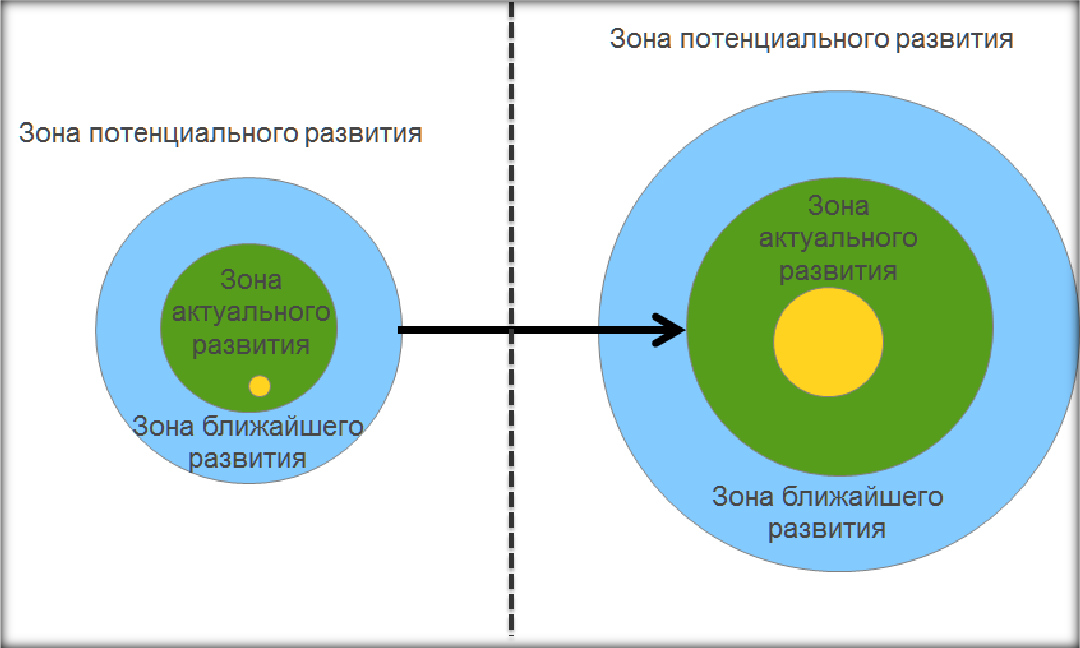 Зона потенциального развития
Зона
актуального
развития
Зона ближайшего
развития
Зона потенциального развития
Зона
актуального
развития
Зона ближайшего
развития